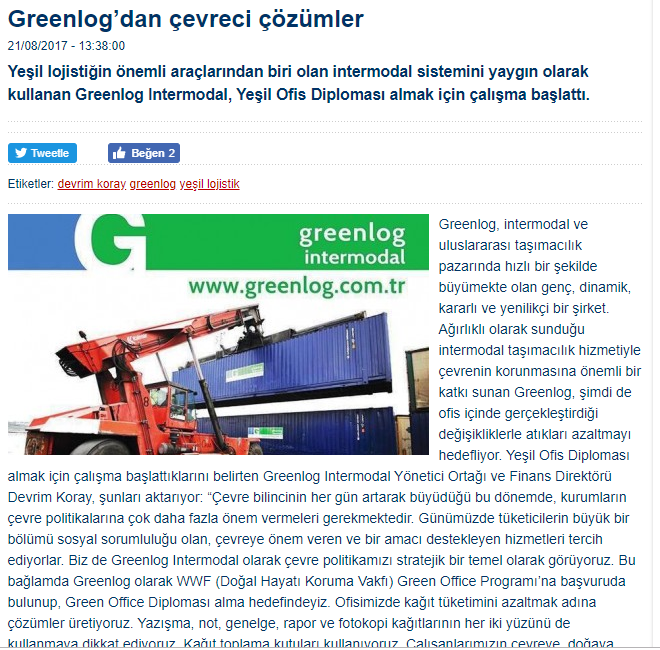 Greenlog’dan çevreci çözümler
21/08/2017 - 13:38:00
Yeşil lojistiğin önemli araçlarından biri olan intermodal sistemini yaygın olarak
kullanan Greenlog Intermodal, Yeşil Ofis Diploması almak için çalışma başlattı.
Tweetle
Beğen 2
Etiketler: devrim koray greenlog yeşil lojistik
G
greenlog
intermodal
www.greenlog.com.tr
Greenlog, intermodal ve
uluslararası taşımacılık
pazarında hızlı bir şekilde
büyümekte olan genç, dinamik,
kararlı ve yenilikçi bir şirket.
Ağırlıklı olarak sunduğu
intermodal taşımacılık hizmetiyle
çevrenin korunmasına önemli bir
katkı sunan Greenlog, şimdi de
ofis içinde gerçekleştirdiği
değişikliklerle atıkları azaltmayı
hedefliyor. Yeşil Ofis Diploması
almak için çalışma başlattıklarını belirten Greenlog Intermodal Yönetici Ortağı ve Finans Direktörü
Devrim Koray, şunları aktarıyor: “Çevre bilincinin her gün artarak büyüdüğü bu dönemde, kurumların
çevre politikalarına çok daha fazla önem vermeleri gerekmektedir. Günümüzde tüketicilerin büyük bir
bölümü sosyal sorumluluğu olan, çevreye önem veren ve bir amacı destekleyen hizmetleri tercih
ediyorlar. Biz de Greenlog Intermodal olarak çevre politikamızı stratejik bir temel olarak görüyoruz. Bu
bağlamda Greenlog olarak WWF (Doğal Hayatı Koruma Vakfı) Green Office Programı’na başvuruda
bulunup, Green Office Diploması alma hedefindeyiz. Ofisimizde kağıt tüketimini azaltmak adına
çözümler üretiyoruz. Yazışma, not, genelge, rapor ve fotokopi kağıtlarının her iki yüzünü de
kullanmaya dikkat ediyoruz. Kağıt toplama kutuları kullanıyoruz. Çalışanlarımızın çevreye, doğaya